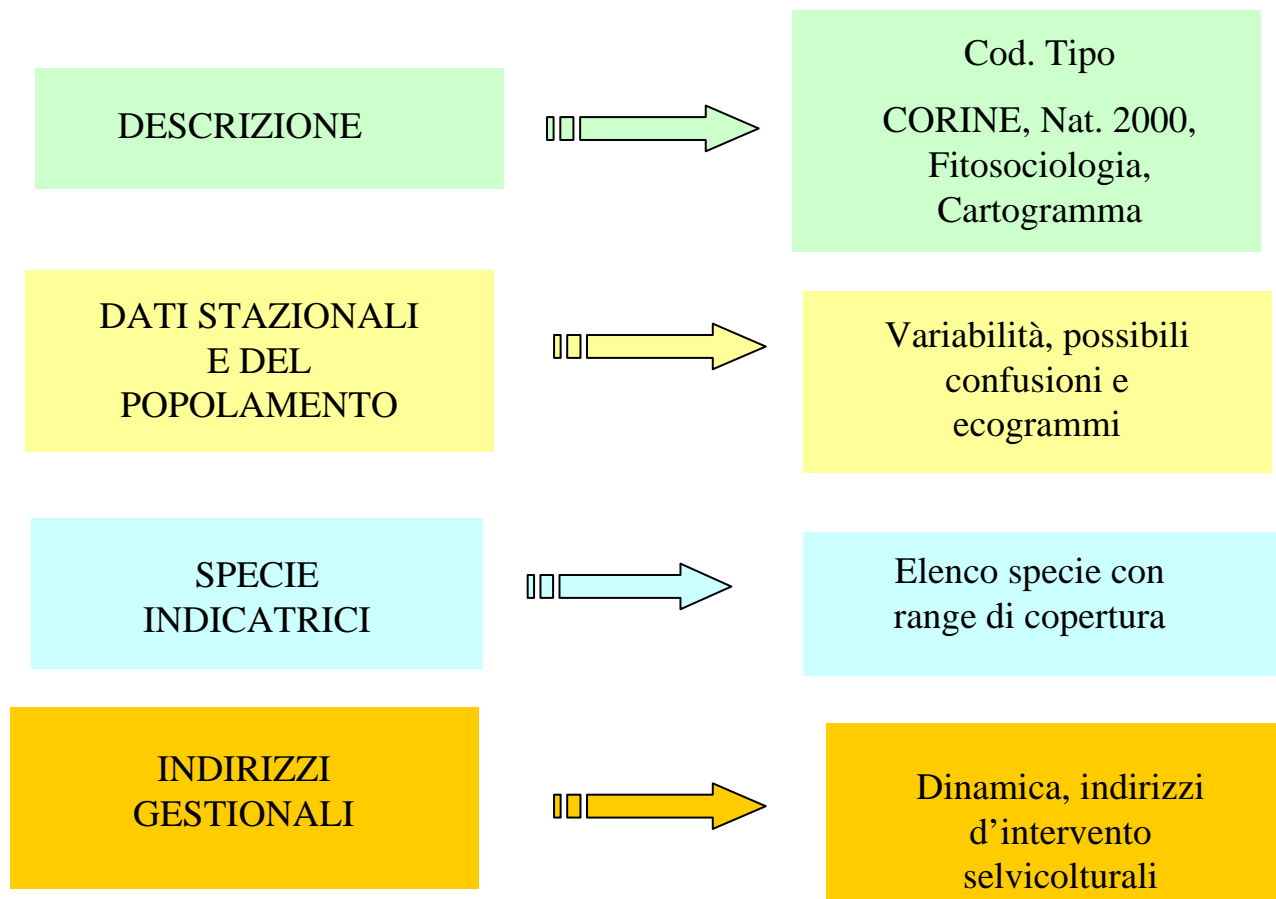 DESCRIZIONE
Cod. Tipo
CORINE, Nat. 2000,
Fitosociologia,
Cartogramma
DATI STAZIONALI
E DEL
POPOLAMENTO
Variabilità, possibili
confusioni e
ecogrammi
SPECIE
INDICATRICI
Elenco specie con
range di copertura
INDIRIZZI
GESTIONALI
Dinamica, indirizzi
d’intervento
selvicolturali